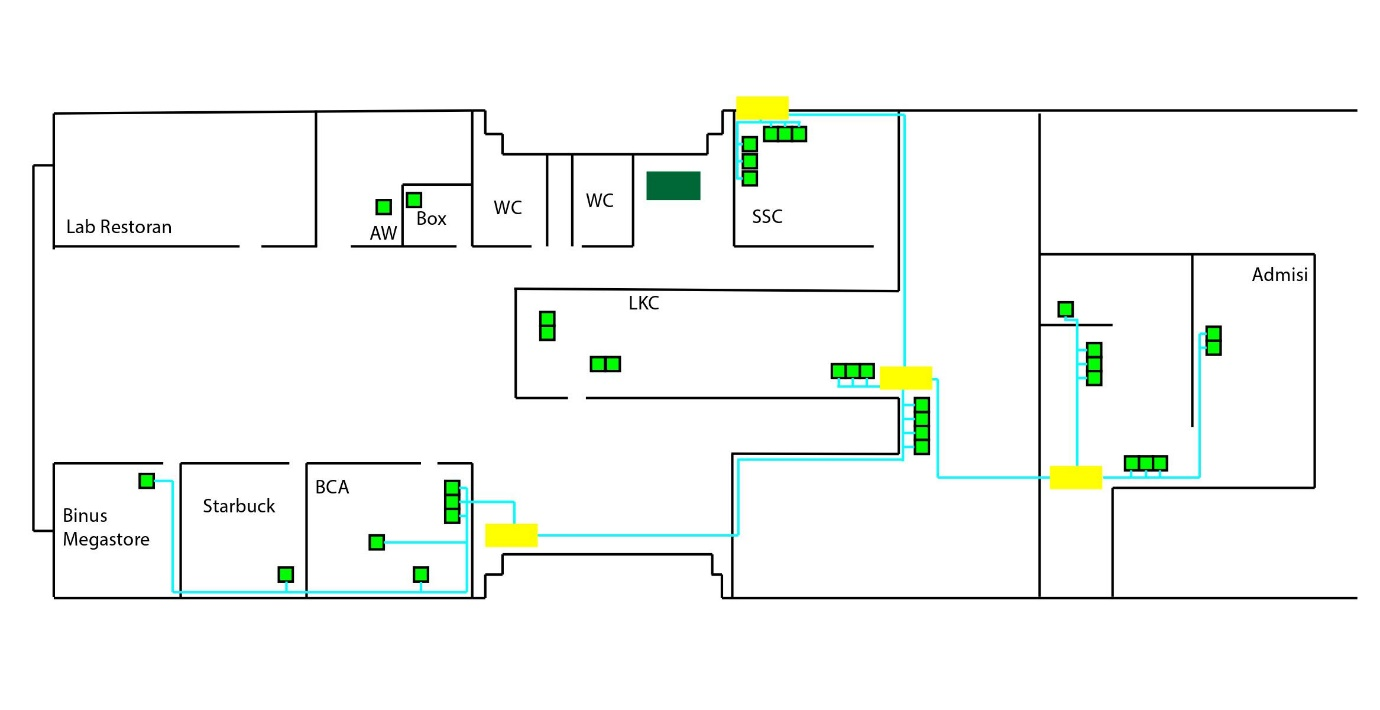 Lab Restoran
AW
Box
WC
WC
SSC
LKC
Admisi
Binus
Megastore
Starbuck
BCA